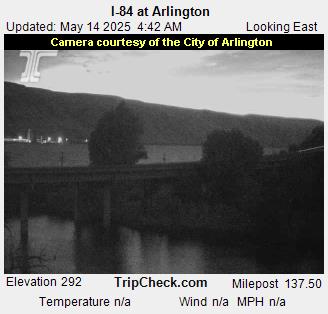 I-84 at Arlington
Updated: May 14 2025 4:42 AM Looking East
Camera courtesy of the City of Arlington
Elevation 292 TripCheck.com Milepost 137.50
Temperature n/a Wind n/a MPH n/a